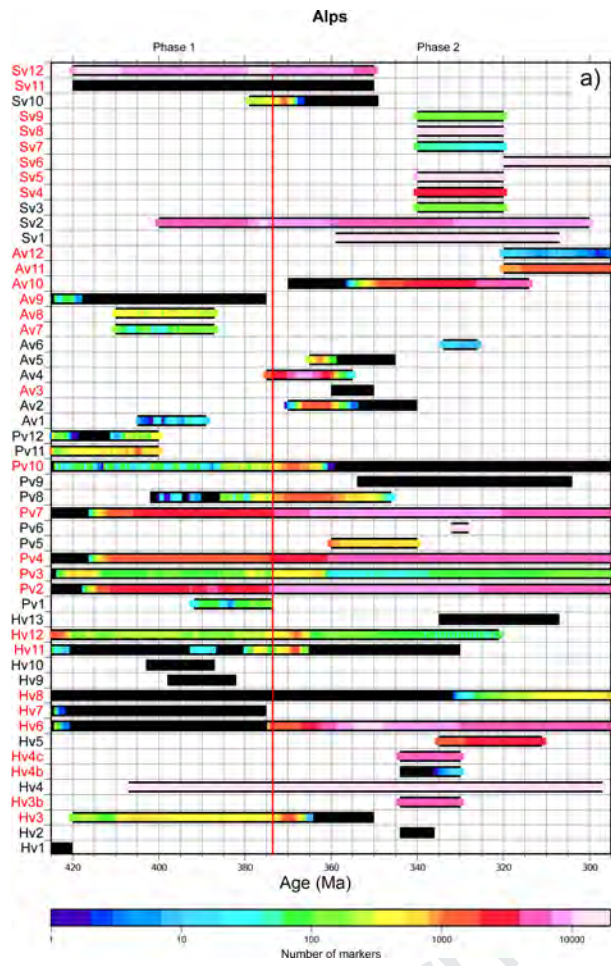 Alps
Phase 1 Phase 2
a)
Sv12
Sv11
Sv10
Sv9
Sv8
Sv7
Sv6
Sv5
Sv4
Sv3
Sv2
Sv1
Av12
Av11
Av10
Av9
Av8
Av7
Av6
Av5
Av4
Av3
Av2
Av1
Pv12
Pv11
Pv10
Pv9
Pv8
Pv7
Pv6
Pv5
Pv4
Pv3
Pv2
Pv1
Hv13
Hv12
Hv11
Hv10
Hv9
Hv8
Hv7
Hv6
Hv5
Hv4c
Hv4b
Hv4
Hv3b
Hv3
Hv2
Hv1
420 400 380 360 340 320 300
Age (Ma)
1 10 100 1000 10000
Number of markers